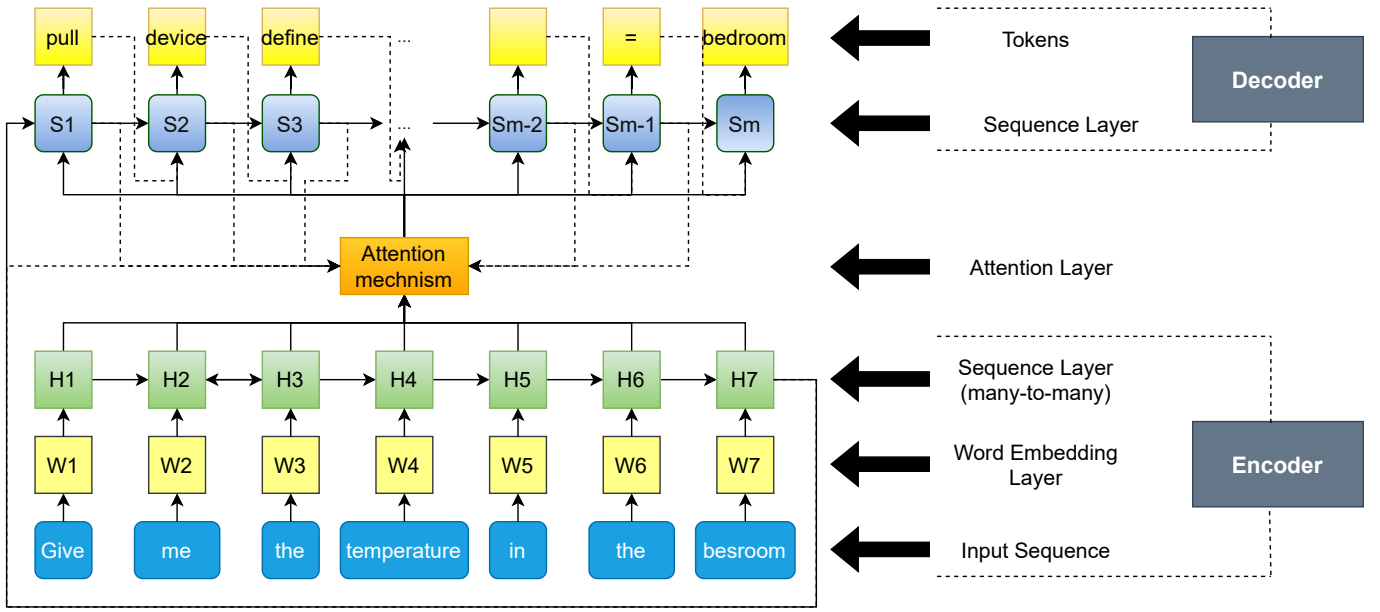 pull device define ... = bedroom
Tokens
Decoder
S1 S2 S3 ... Sm-2 Sm-1 Sm
Sequence Layer
Attention
mechnism
Attention Layer
H1 H2 H3 H4 H5 H6 H7
Sequence Layer
(many-to-many)
W1 W2 W3 W4 W5 W6 W7
Word Embedding
Layer
Encoder
Give me the temperature in the besroom
Input Sequence